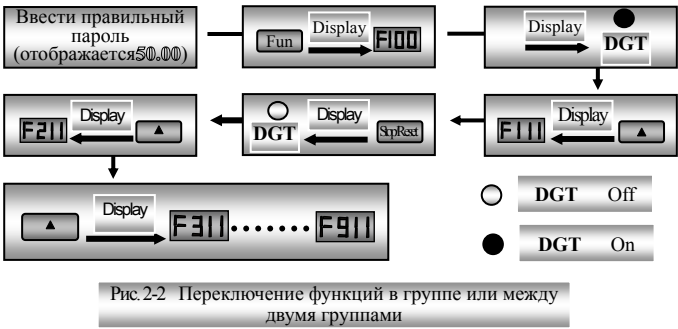 Ввести правильный
пароль
(отображается50.00)
Fun
Display
F100
Display
DGT
F211
Display
▲
DGT
Display
Stop/Reset
F111
Display
▲
▲
Display
F311·······F911
DGT Off
DGT On
Рис. 2-2 Переключение функций в группе или между
двумя группами